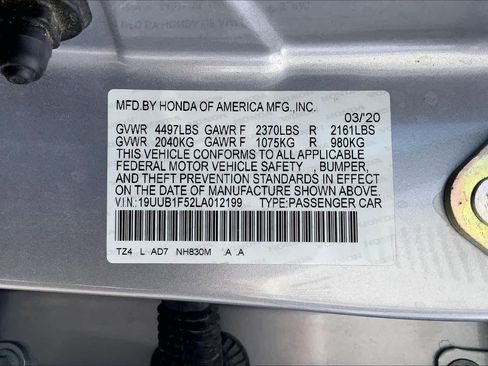 MFD.BY HONDA OF AMERICA MFG.,INC.
03/'20
GVWR 4497LBS GAWR F 2370LBS R 2161LBS
GVWR 2040KG GAWR F 1075KG R 980KG
THIS VEHICLE CONFORMS TO ALL APPLICABLE
FEDERAL MOTOR VEHICLE SAFETY, BUMPER,
AND THEFT PREVENTION STANDARDS IN EFFECT
ON THE DATE OF MANUFACTURE SHOWN ABOVE.
V.I.N.:19UUB1F52LA012199 TYPE:PASSENGER CAR
TZ4 L AD7 NH830M .A .A